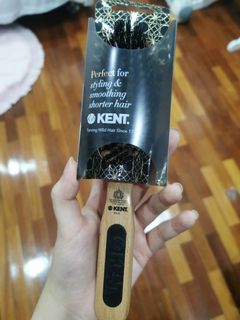 Perfect for
styling &
smoothing
shorter hair
KENT.
Taming Wild Hair Since 17
KENT